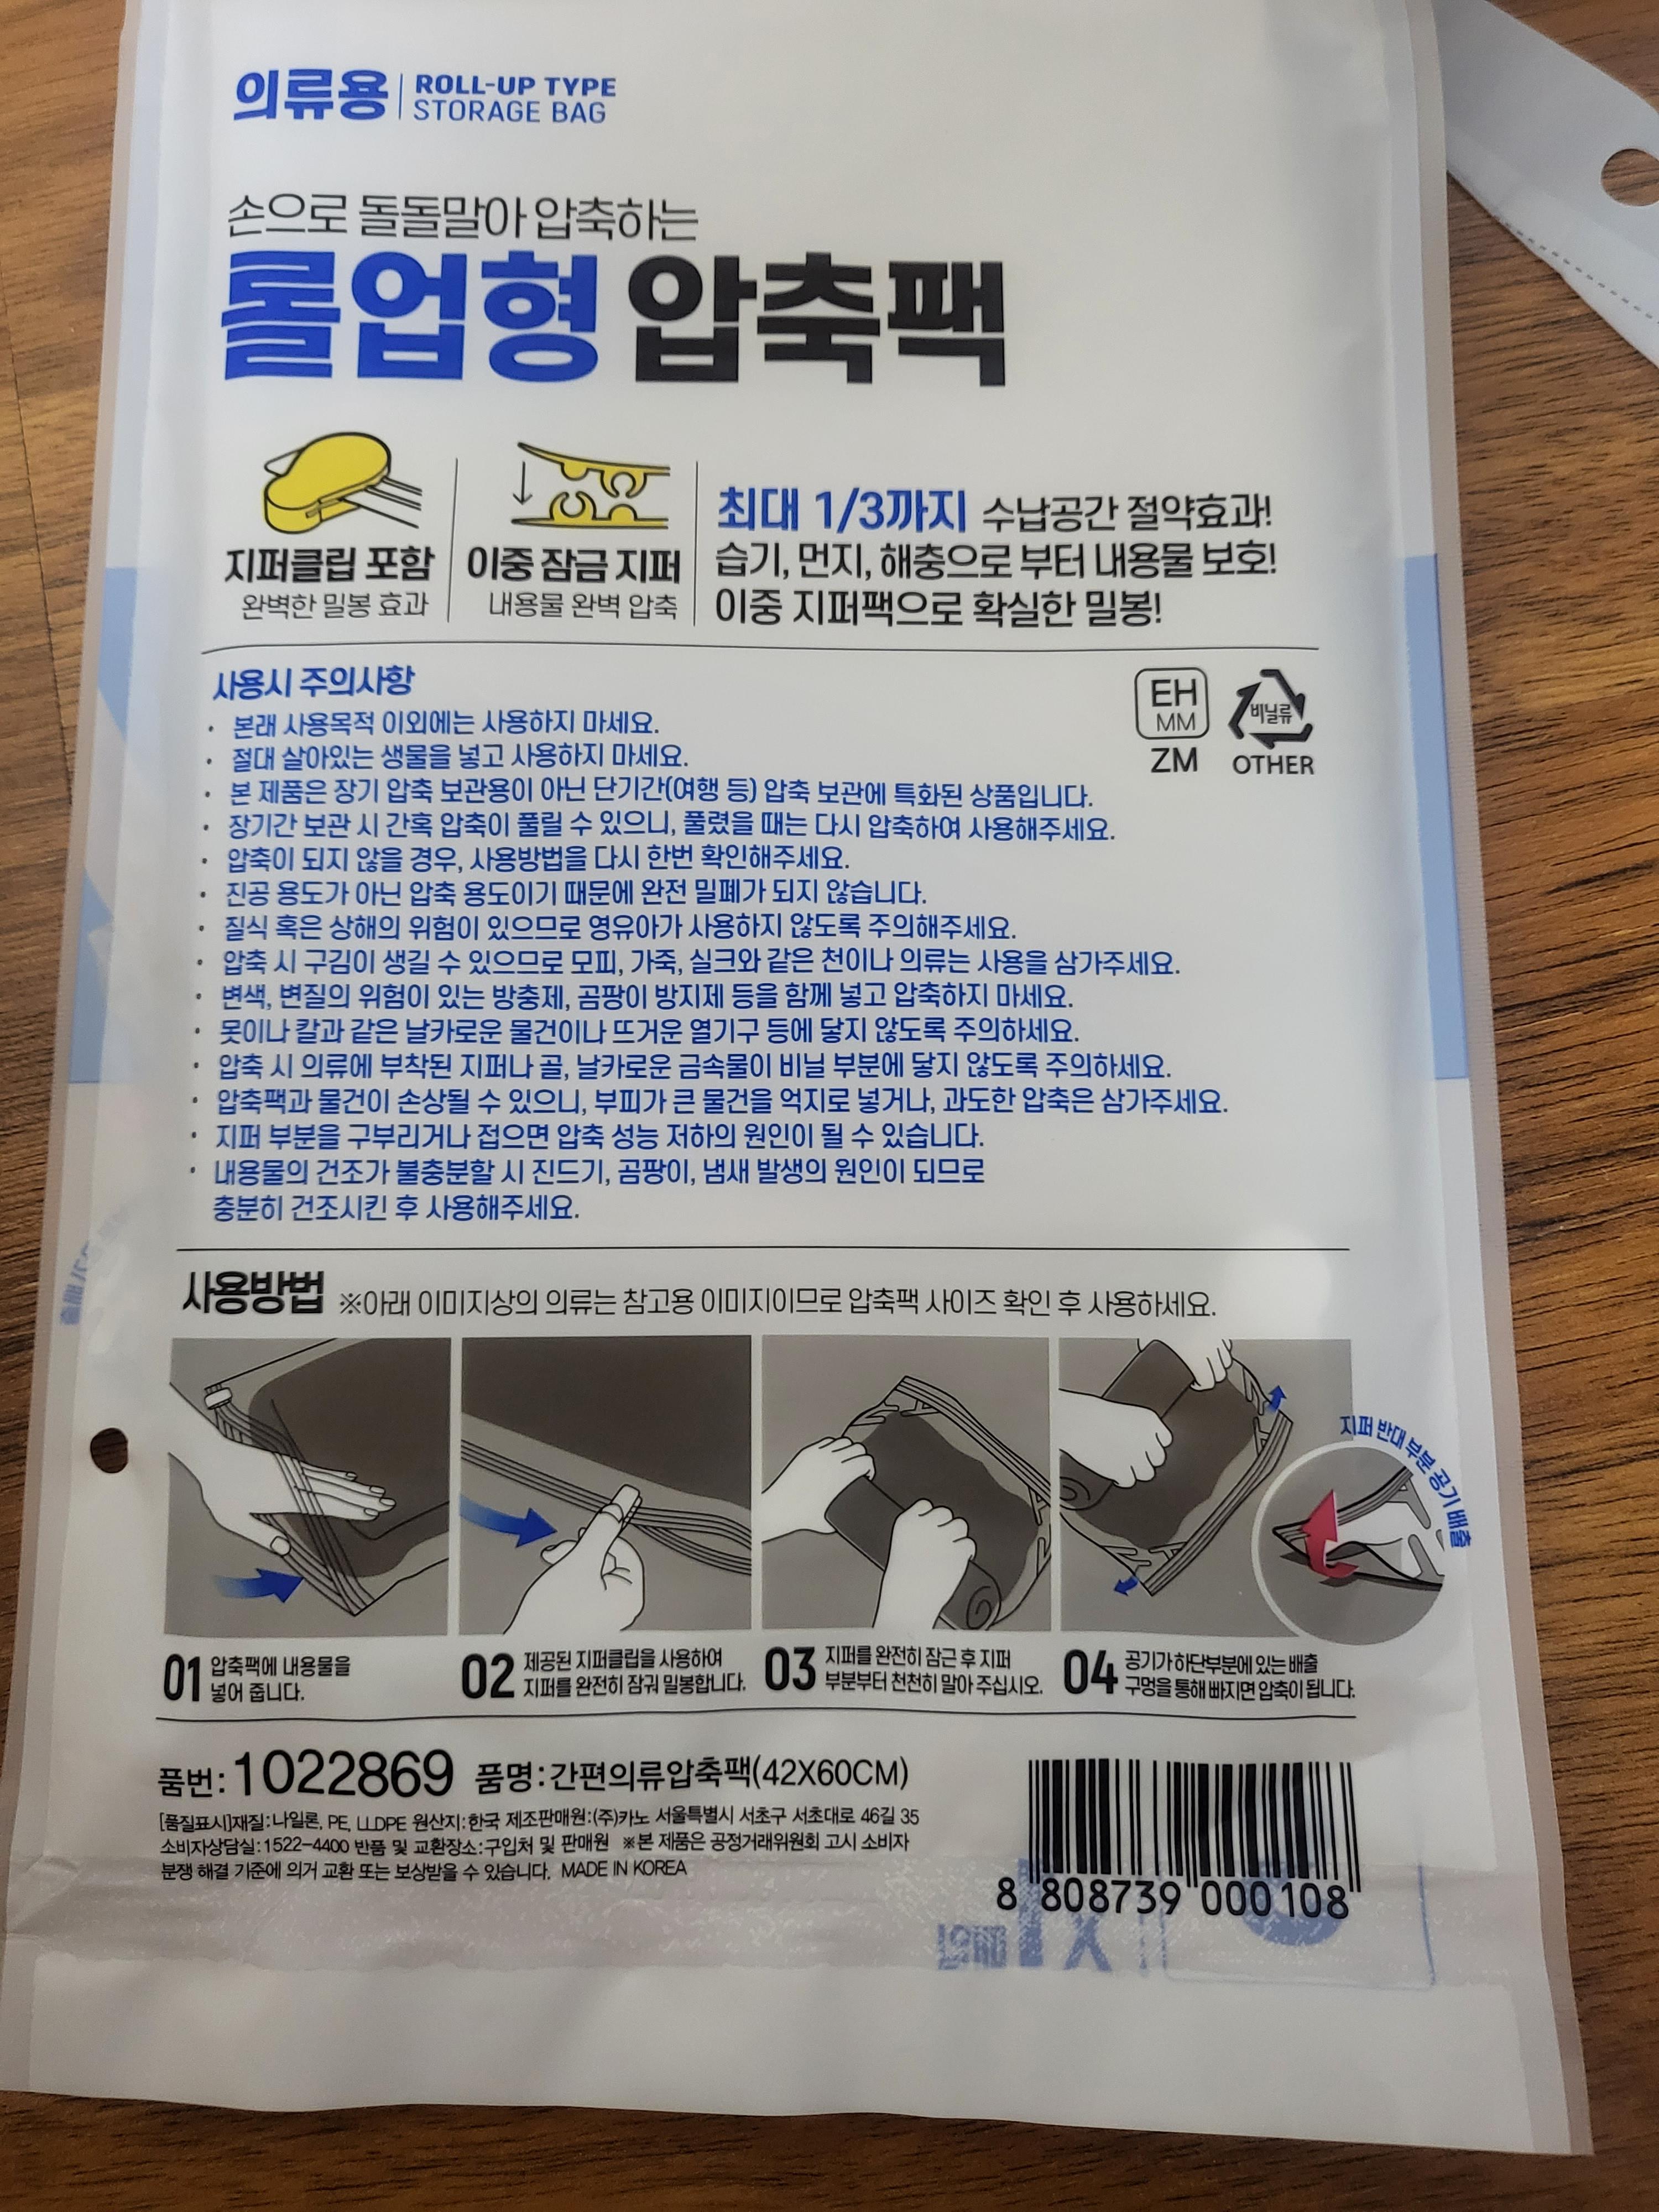 의류용
ROLL-UP TYPE
STORAGE BAG
손으로 돌돌말아 압축하는
롤업형 압축팩
지퍼클립 포함
완벽한 밀봉 효과
이중 잠금 지퍼
내용물 완벽 압축
최대 1/3까지 수납공간 절약효과!
습기, 먼지, 해충으로 부터 내용물 보호!
이중 지퍼팩으로 확실한 밀봉!
EH
MM
ZM
비닐류
OTHER
사용시 주의사항
· 본래 사용목적 이외에는 사용하지 마세요.
· 절대 살아있는 생물을 넣고 사용하지 마세요.
· 본 제품은 장기 압축 보관용이 아닌 단기간(여행 등) 압축 보관에 특화된 상품입니다.
· 장기간 보관 시 간혹 압축이 풀릴 수 있으니, 풀렸을 때는 다시 압축하여 사용해주세요.
· 압축이 되지 않을 경우, 사용방법을 다시 한번 확인해주세요.
· 진공 용도가 아닌 압축 용도이기 때문에 완전 밀폐가 되지 않습니다.
· 질식 혹은 상해의 위험이 있으므로 영유아가 사용하지 않도록 주의해주세요.
· 압축 시 구김이 생길 수 있으므로 모피, 가죽, 실크와 같은 천이나 의류는 사용을 삼가주세요.
· 변색, 변질의 위험이 있는 방충제, 곰팡이 방지제 등을 함께 넣고 압축하지 마세요.
· 못이나 칼과 같은 날카로운 물건이나 뜨거운 열기구 등에 닿지 않도록 주의하세요.
· 압축 시 의류에 부착된 지퍼나 골, 날카로운 금속물이 비닐 부분에 닿지 않도록 주의하세요.
· 압축팩과 물건이 손상될 수 있으니, 부피가 큰 물건을 억지로 넣거나, 과도한 압축은 삼가주세요.
· 지퍼 부분을 구부리거나 접으면 압축 성능 저하의 원인이 될 수 있습니다.
· 내용물의 건조가 불충분할 시 진드기, 곰팡이, 냄새 발생의 원인이 되므로
충분히 건조시킨 후 사용해주세요.
사용방법 ※아래 이미지상의 의류는 참고용 이미지이므로 압축팩 사이즈 확인 후 사용하세요.
지퍼 반대 부분 공기 배출
01 압축팩에 내용물을
넣어 줍니다.
02 제공된 지퍼클립을 사용하여
지퍼를 완전히 잠궈 밀봉합니다.
03 지퍼를 완전히 잠근 후 지퍼
부분부터 천천히 말아 주십시오.
04 공기가 하단부분에 있는 배출
구멍을 통해 빠지면 압축이 됩니다.
품번:1022869 품명:간편의류압축팩(42X60CM)
[품질표시]재질:나일론, PE, LLDPE 원산지:한국 제조판매원:(주)카노 서울특별시 서초구 서초대로 46길 35
소비자상담실:1522-4400 반품 및 교환장소:구입처 및 판매원 ※본 제품은 공정거래위원회 고시 소비자
분쟁 해결 기준에 의거 교환 또는 보상받을 수 있습니다. MADE IN KOREA
8 808739 000108